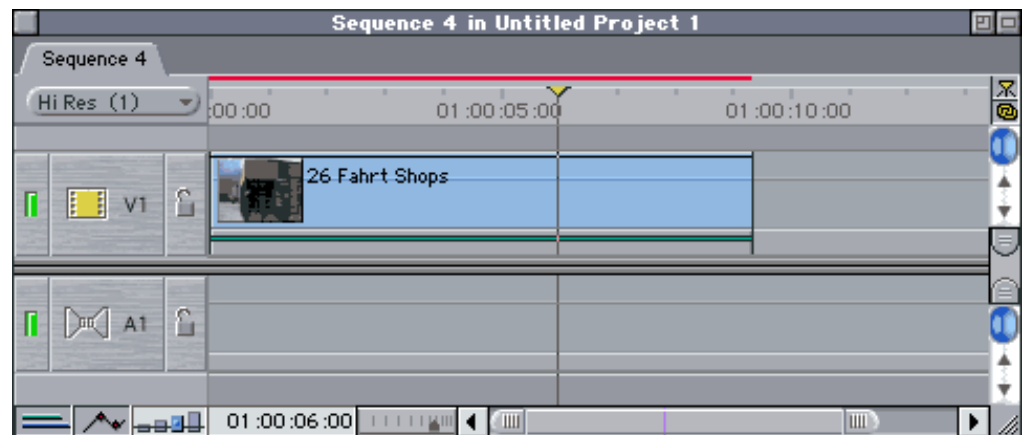 Sequence 4 in Untitled Project 1
Sequence 4
Hi Res (1)
:00:00 01:00:05:00 01:00:10:00
26 Fahrt Shops
V1
A1
01:00:06:00